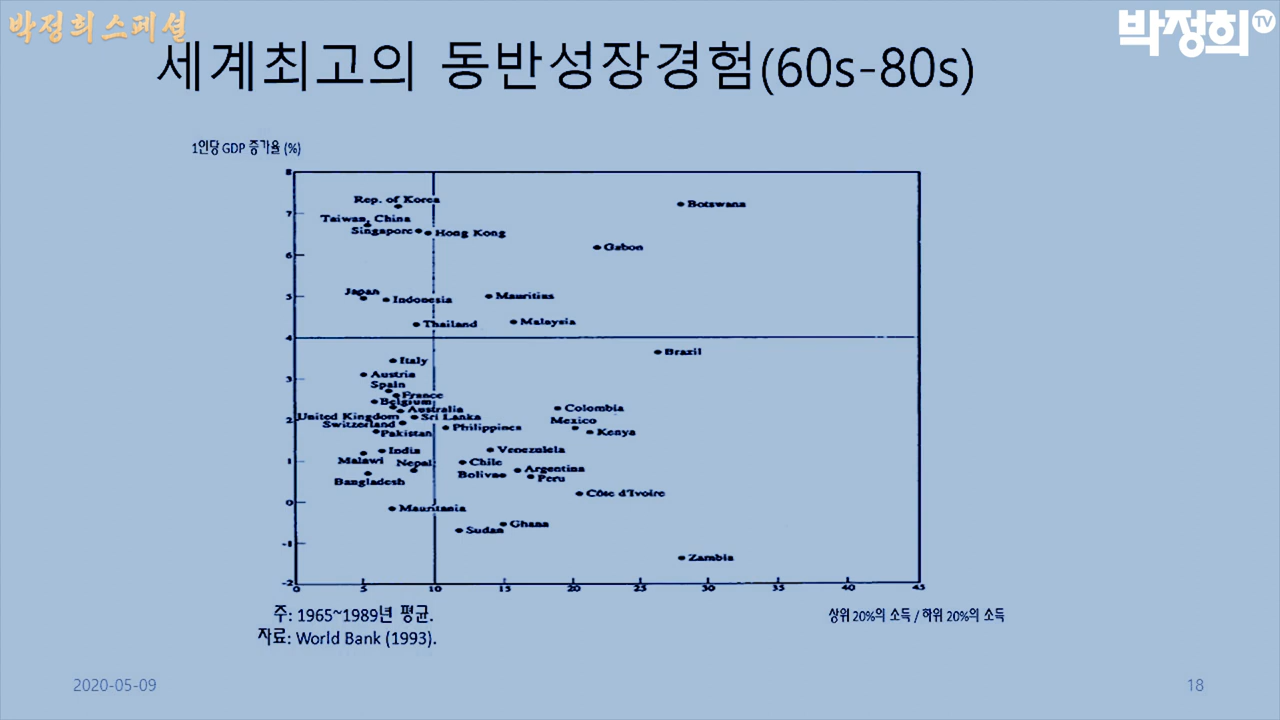 박정희스페셜
박정희TV
세계최고의 동반성장경험(60s-80s)
1인당 GDP 증가율 (%)
8
Rep. of Korea
7
Botswana
Taiwan, China
Singapore
Hong Kong
6
Gabon
5
Japan
Indonesia
Mauritius
Thailand
Malaysia
4
Brazil
Italy
3
Austria
Spain
France
Belgium
Australia
Colombia
United Kingdom
Sri Lanka
2
Mexico
Switzerland
Philippines
Kenya
Pakistan
India
Venezulela
1
Malawi
Nepal
Chile
Argentina
Boliva
Peru
Bangladesh
Côte d'Ivoire
0
Mauritania
Sudan
Ghana
-1
Zambia
-2
0 5 10 15 20 25 30 35 40 45
주: 1965~1989년 평균.
상위 20%의 소득 / 하위 20%의 소득
자료: World Bank (1993).
2020-05-09
18